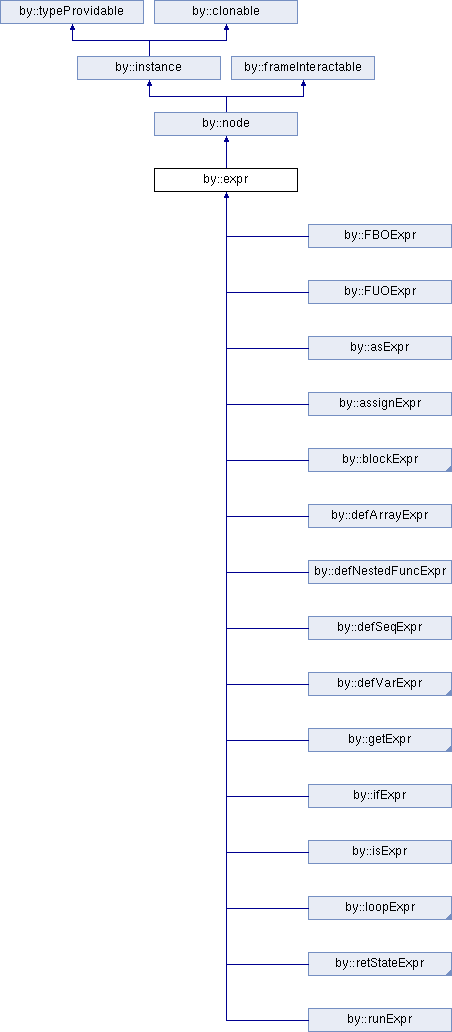 by::typeProvidable
by::clonable
by::instance
by::frameInteractable
by::node
by::expr
by::FBOExpr
by::FUOExpr
by::asExpr
by::assignExpr
by::blockExpr
by::defArrayExpr
by::defNestedFuncExpr
by::defSeqExpr
by::defVarExpr
by::getExpr
by::ifExpr
by::isExpr
by::loopExpr
by::retStateExpr
by::runExpr